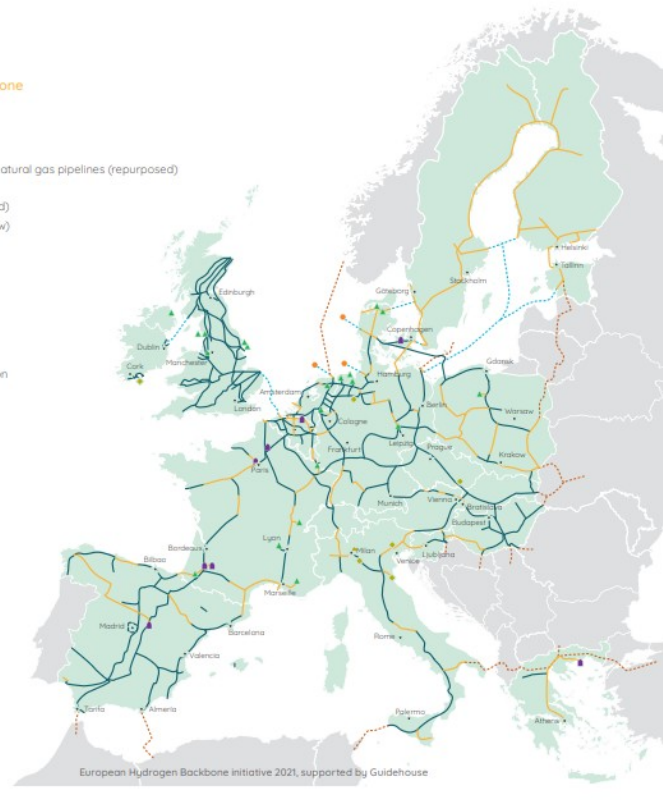 one
atural gas pipelines (repurposed)
d)
w)
on
Edinburgh
Dublin
Cork
Manchester
London
Amsterdam
Göteborg
Stockholm
Helsinki
Tallinn
Copenhagen
Hamburg
Gdansk
Berlin
Warsaw
Cologne
Leipzig
Frankfurt
Prague
Krakow
Paris
Munich
Vienna
Bratislava
Budapest
Lyon
Milan
Venice
Ljubljana
Bordeaux
Bilbao
Marseille
Madrid
Barcelona
Valencia
Rome
Tarifa
Almeria
Palermo
Athens
European Hydrogen Backbone initiative 2021, supported by Guidehouse